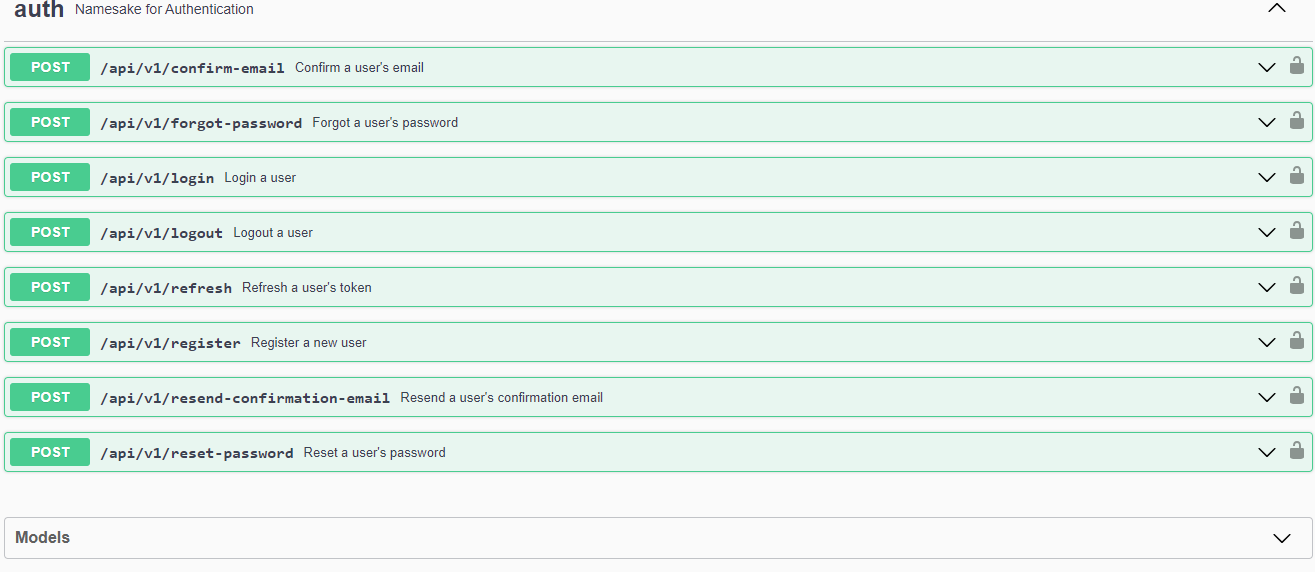 auth Namesake for Authentication
POST /api/v1/confirm-email Confirm a user's email
POST /api/v1/forgot-password Forgot a user's password
POST /api/v1/login Login a user
POST /api/v1/logout Logout a user
POST /api/v1/refresh Refresh a user's token
POST /api/v1/register Register a new user
POST /api/v1/resend-confirmation-email Resend a user's confirmation email
POST /api/v1/reset-password Reset a user's password
Models